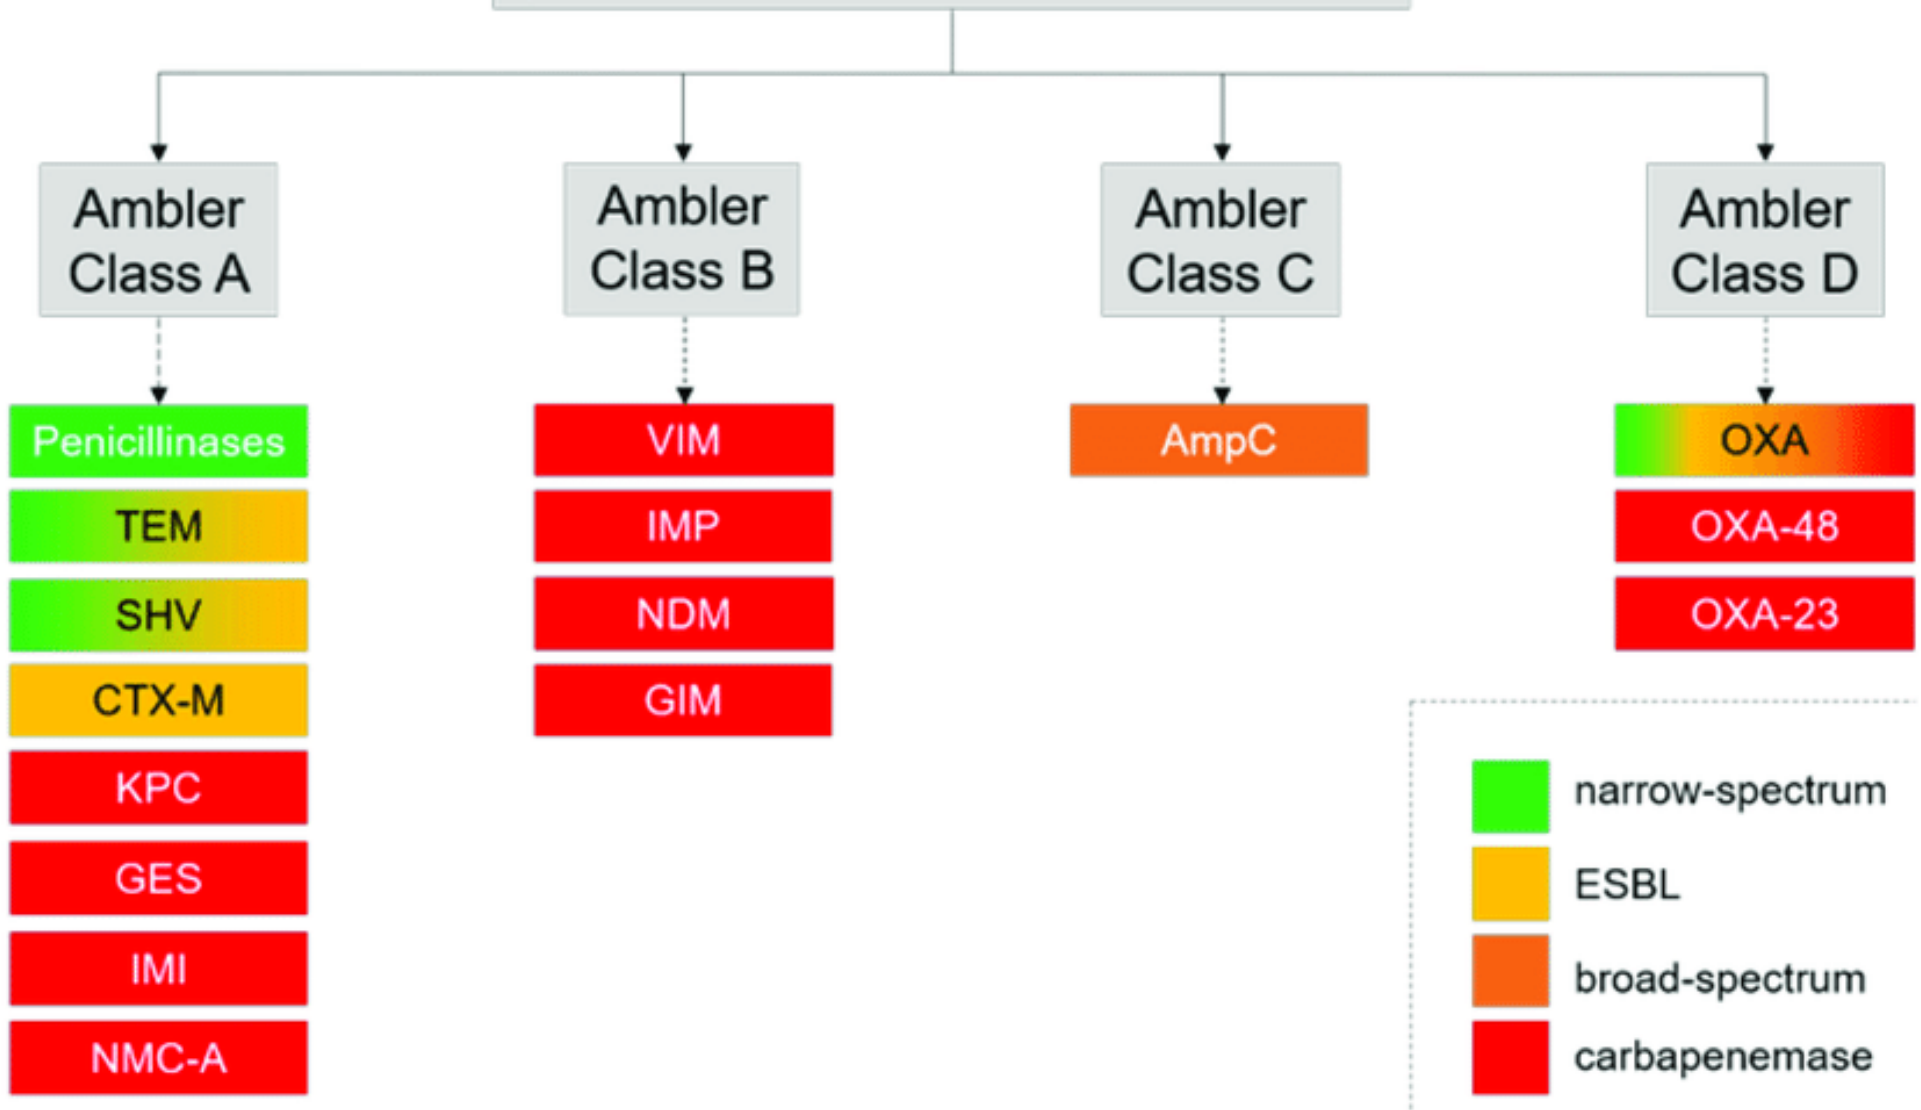 Ambler
Class A
Ambler
Class B
Ambler
Class C
Ambler
Class D
Penicillinases
TEM
SHV
CTX-M
KPC
GES
IMI
NMC-A
VIM
IMP
NDM
GIM
AmpC
OXA
OXA-48
OXA-23
narrow-spectrum
ESBL
broad-spectrum
carbapenemase